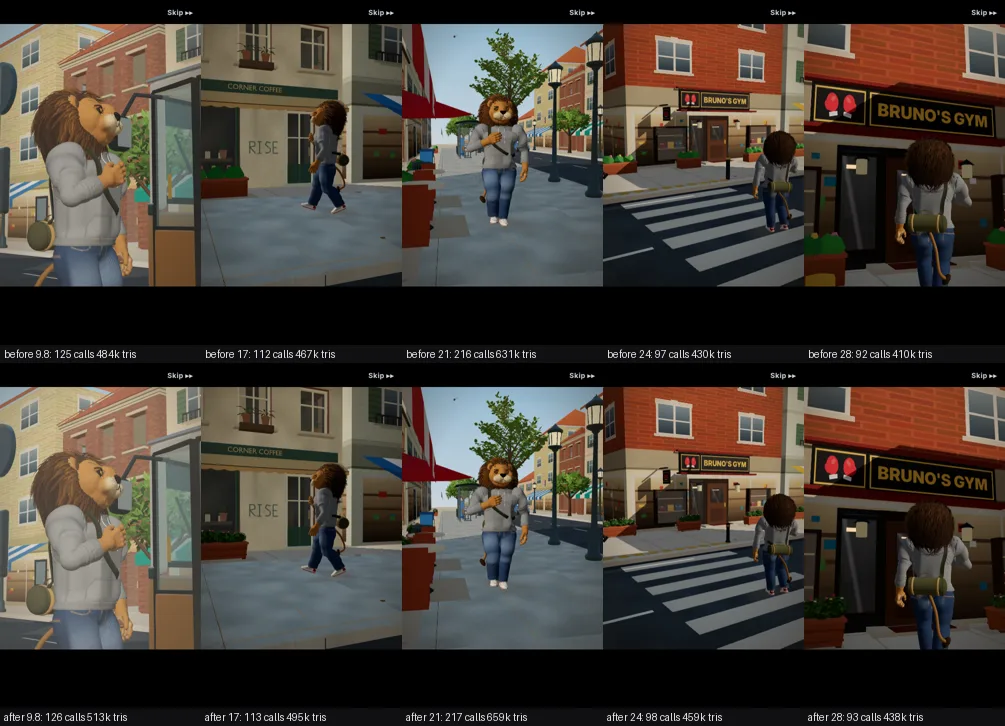 Skip ▸▸
Skip ▸▸
Skip ▸▸
Skip ▸▸
Skip ▸▸
CORNER COFFEE
RISE
BRUNO'S GYM
BRUNO'S GYM
before 9.8: 125 calls 484k tris
before 17: 112 calls 467k tris
before 21: 216 calls 631k tris
before 24: 97 calls 430k tris
before 28: 92 calls 410k tris
Skip ▸▸
Skip ▸▸
Skip ▸▸
Skip ▸▸
Skip ▸▸
CORNER COFFEE
RISE
BRUNO'S GYM
BRUNO'S GYM
after 9.8: 126 calls 513k tris
after 17: 113 calls 495k tris
after 21: 217 calls 659k tris
after 24: 98 calls 459k tris
after 28: 93 calls 438k tris